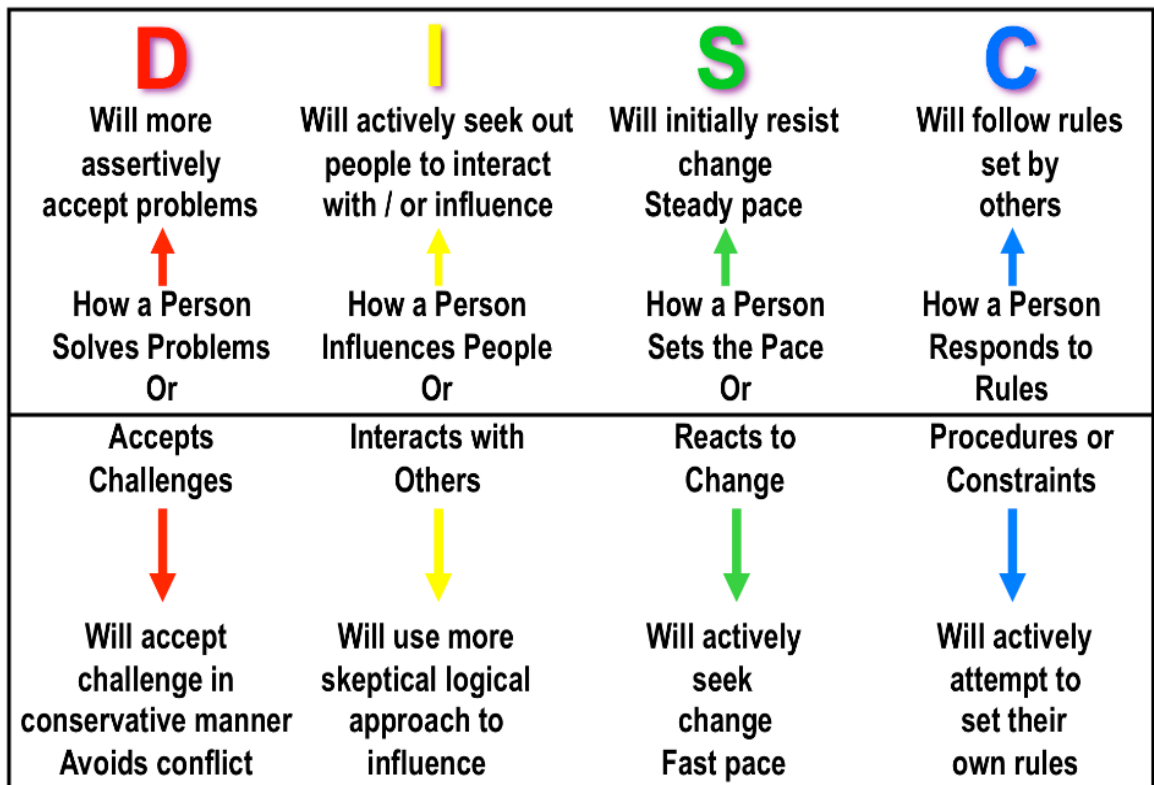 D
Will more
assertively
accept problems
How a Person
Solves Problems
Or
Accepts
Challenges
Will accept
challenge in
conservative manner
Avoids conflict
I
Will actively seek out
people to interact
with / or influence
How a Person
Influences People
Or
Interacts with
Others
Will use more
skeptical logical
approach to
influence
S
Will initially resist
change
Steady pace
How a Person
Sets the Pace
Or
Reacts to
Change
Will actively
seek
change
Fast pace
C
Will follow rules
set by
others
How a Person
Responds to
Rules
Procedures or
Constraints
Will actively
attempt to
set their
own rules